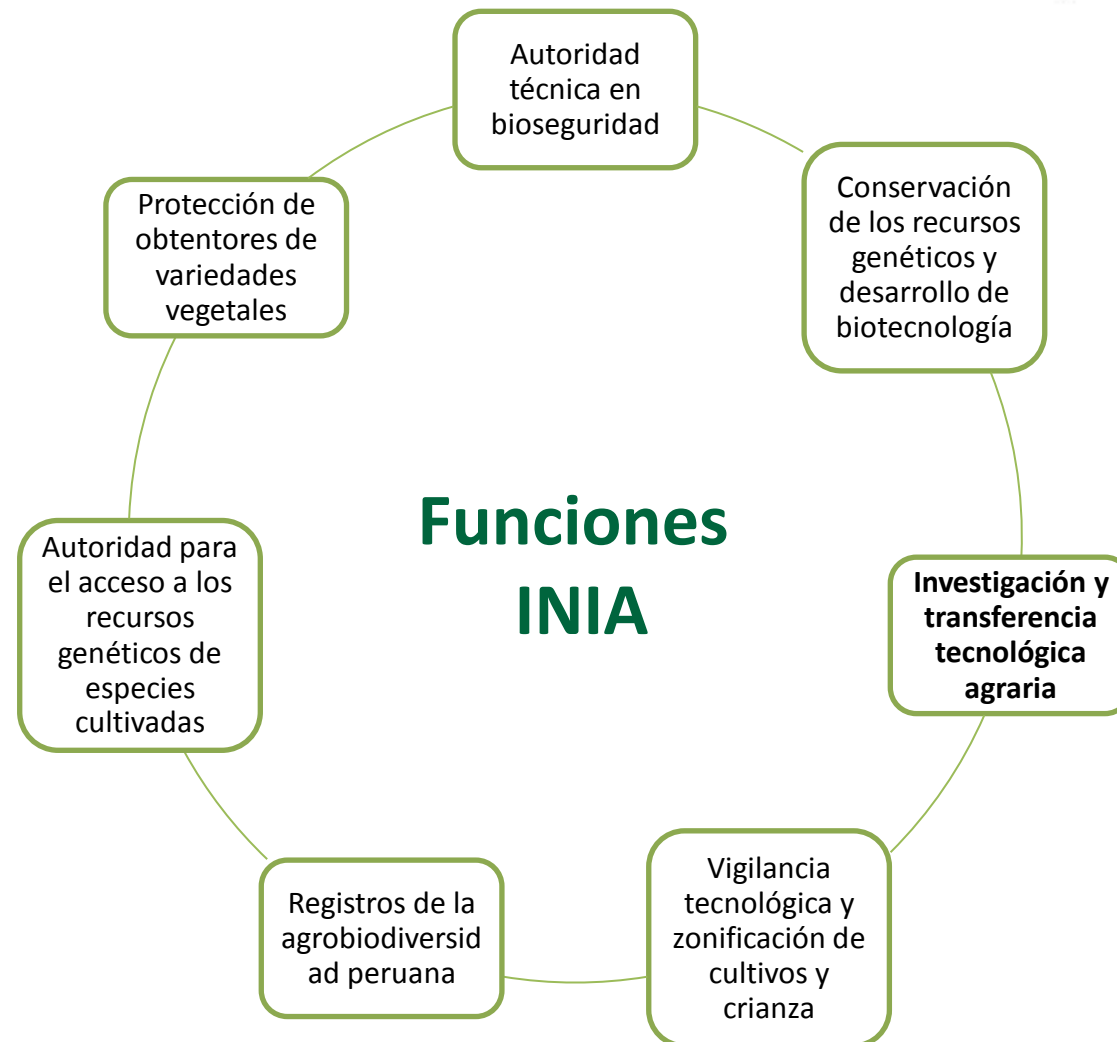 Autoridad
técnica en
bioseguridad
Conservación
de los recursos
genéticos y
desarrollo de
biotecnología
Investigación y
transferencia
tecnológica
agraria
Vigilancia
tecnológica y
zonificación de
cultivos y
crianza
Registros de la
agrobiodiversid
ad peruana
Autoridad para
el acceso a los
recursos
genéticos de
especies
cultivadas
Protección de
obtentores de
variedades
vegetales
Funciones
INIA